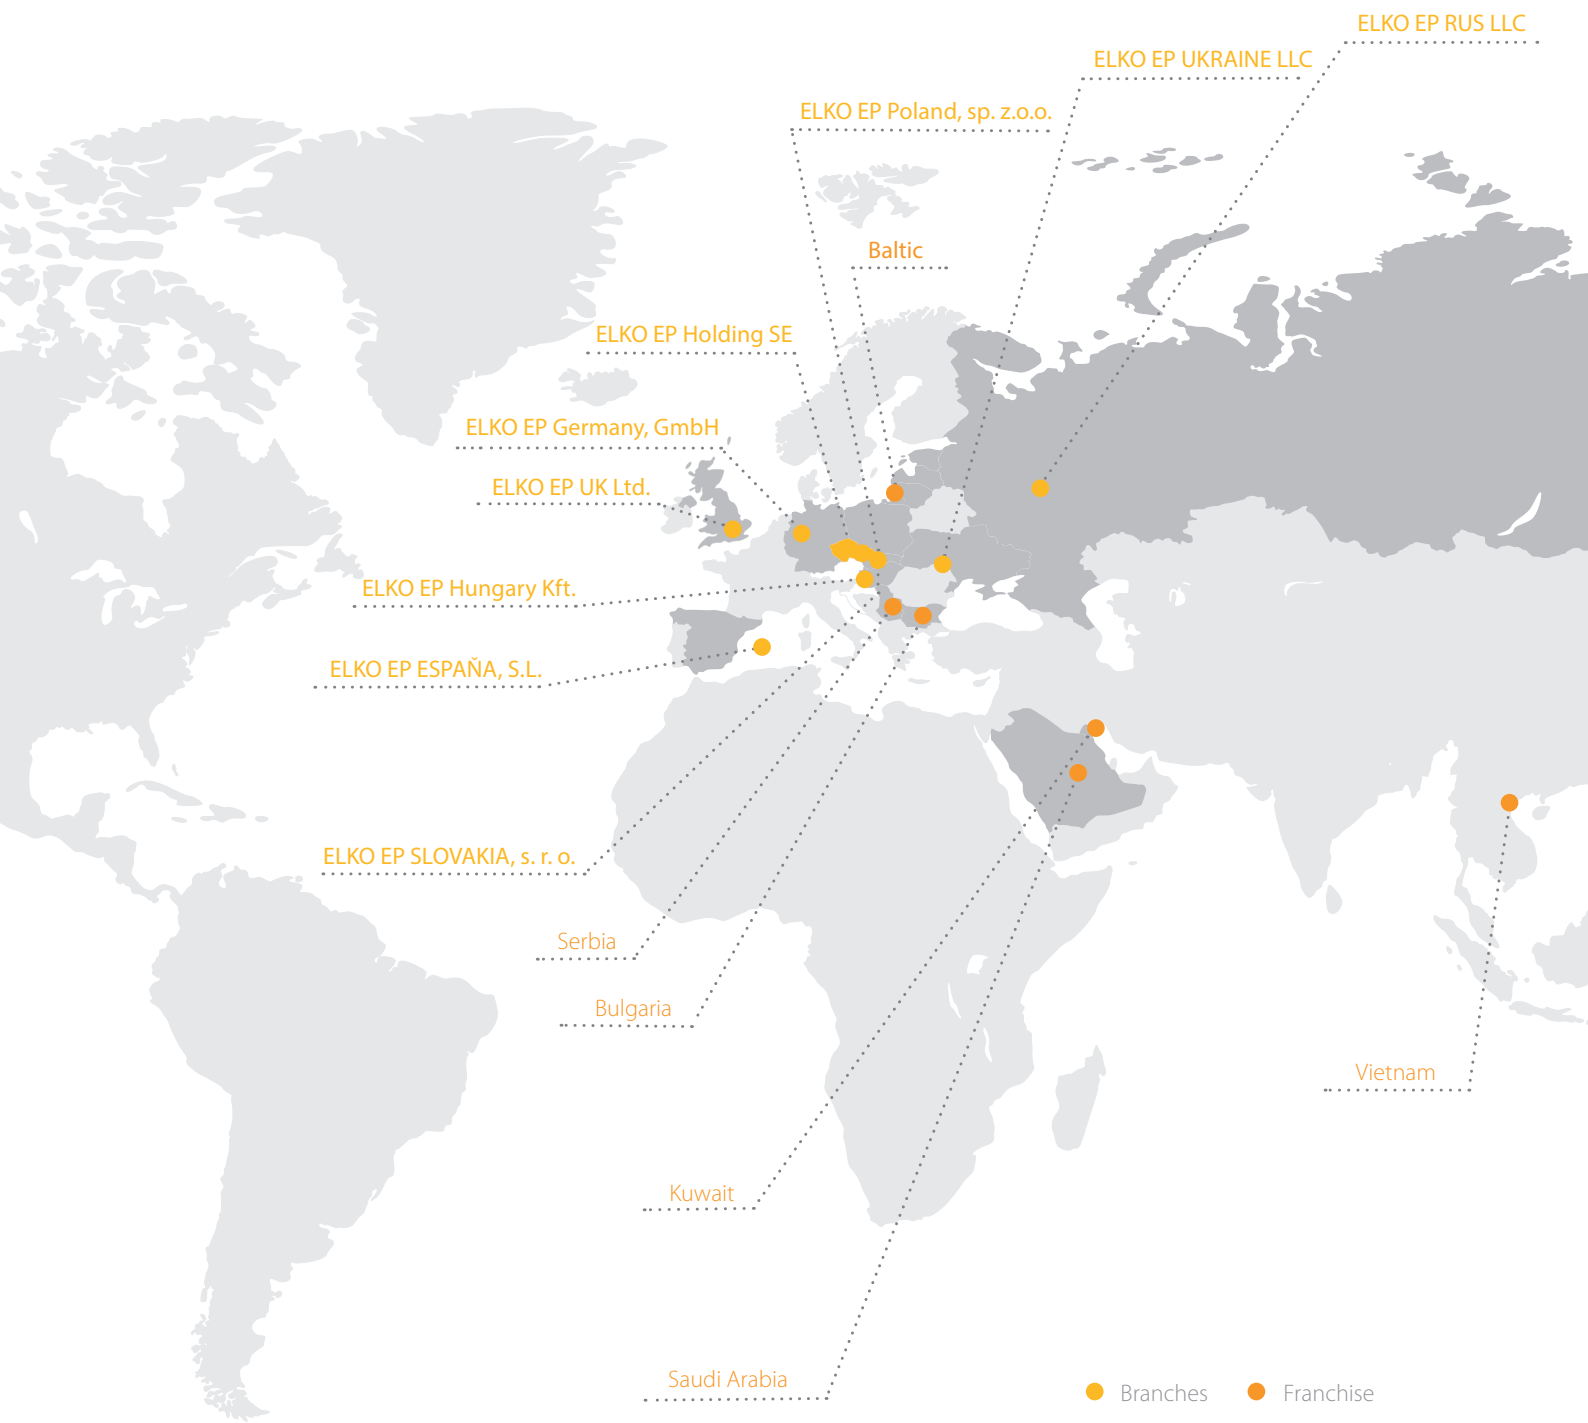 ELKO EP RUS LLC
ELKO EP UKRAINE LLC
ELKO EP Poland, sp. z.o.o.
Baltic
ELKO EP Holding SE
ELKO EP Germany, GmbH
ELKO EP UK Ltd.
ELKO EP Hungary Kft.
ELKO EP ESPAŇA, S.L.
ELKO EP SLOVAKIA, s. r. o.
Serbia
Bulgaria
Vietnam
Kuwait
Saudi Arabia
Branches
Franchise